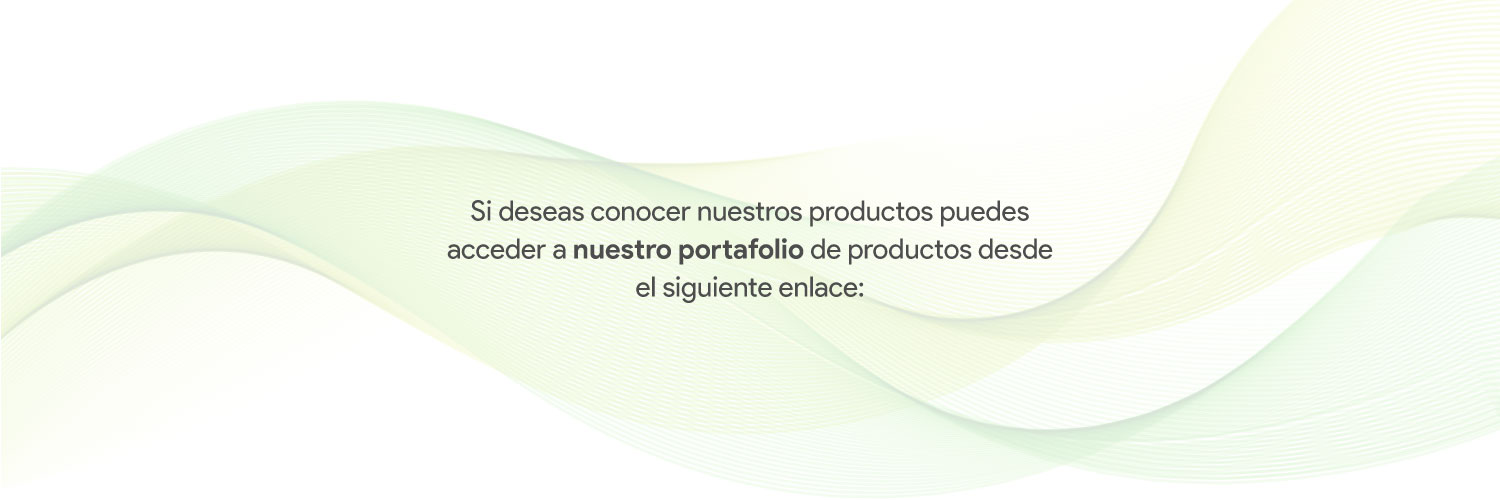 Si deseas conocer nuestros productos puedes
acceder a nuestro portafolio de productos desde
el siguiente enlace: